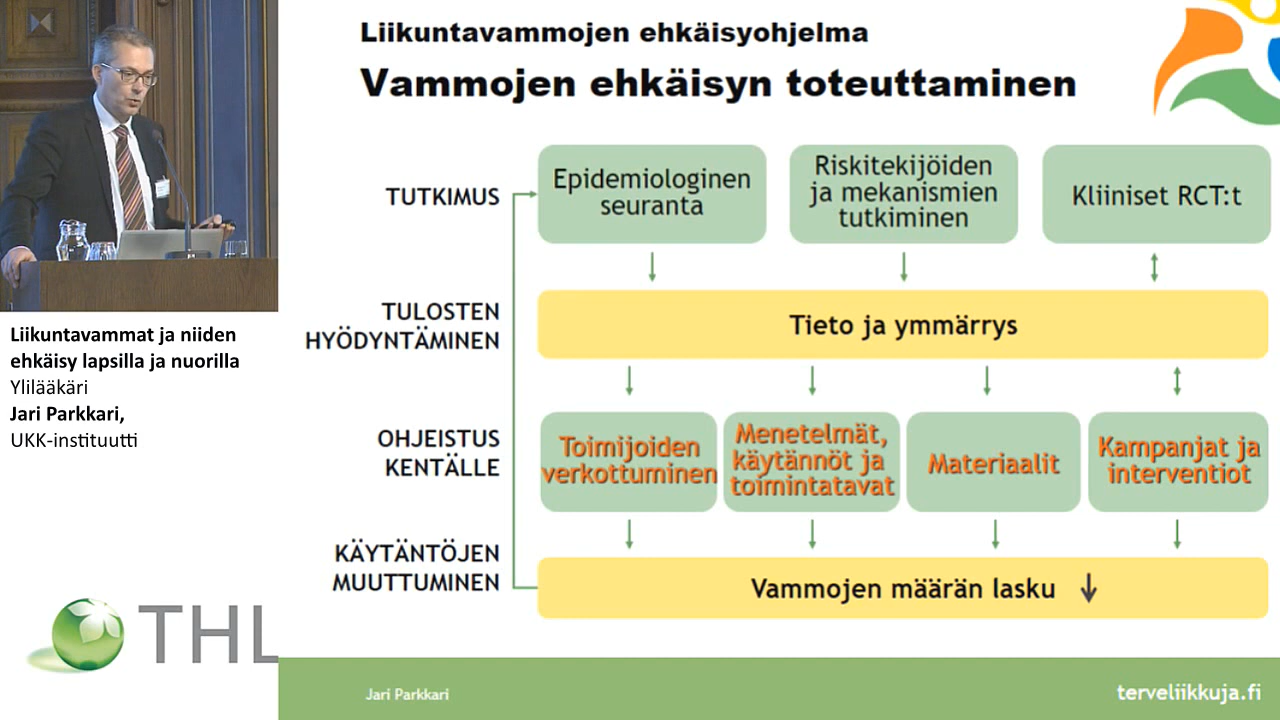 Liikuntavammojen ehkäisyohjelma
Vammojen ehkäisyn toteuttaminen
TUTKIMUS
Epidemiologinen
seuranta
Riskitekijöiden
ja mekanismien
tutkiminen
Kliiniset RCT:t
TULOSTEN
HYÖDYNTÄMINEN
Tieto ja ymmärrys
OHJEISTUS
KENTÄLLE
Toimijoiden
verkottuminen
Menetelmät,
käytännöt ja
toimintatavat
Materiaalit
Kampanjat ja
interventiot
KÄYTÄNTÖJEN
MUUTTUMINEN
Vammojen määrän lasku
Liikuntavammat ja niiden
ehkäisy lapsilla ja nuorilla
Ylilääkäri
Jari Parkkari,
UKK-instituutti
THL
Jari Parkkari
terveliikkuja.fi